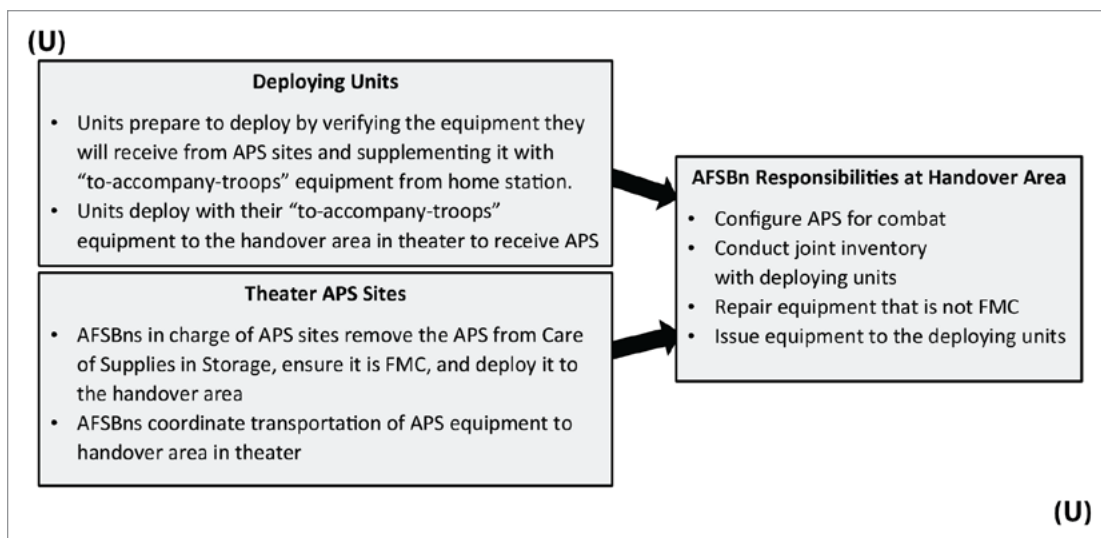 (U)
Deploying Units
• Units prepare to deploy by verifying the equipment they
will receive from APS sites and supplementing it with
“to-accompany-troops” equipment from home station.
• Units deploy with their “to-accompany-troops”
equipment to the handover area in theater to receive APS
Theater APS Sites
• AFSBns in charge of APS sites remove the APS from Care
of Supplies in Storage, ensure it is FMC, and deploy it to
the handover area
• AFSBns coordinate transportation of APS equipment to
handover area in theater
AFSBn Responsibilities at Handover Area
• Configure APS for combat
• Conduct joint inventory
with deploying units
• Repair equipment that is not FMC
• Issue equipment to the deploying units
(U)